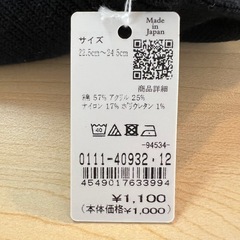 Made in
Japan
サイズ
22.5cm〜24.5cm
商品詳細
綿 57% アクリル 25%
ナイロン 17% ポリウレタン 1%
40
-94534-
0111-40932-12
4549017633994
¥1,100
(本体価格¥1,000)